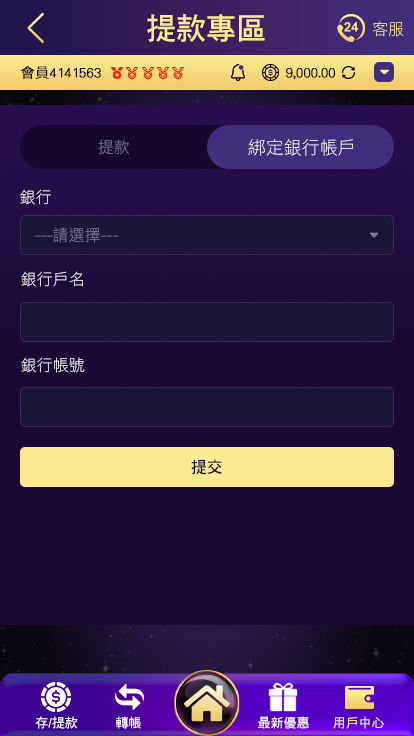 提款專區
24 客服
會員4141563 9,000.00
提款 綁定銀行帳戶
銀行
---請選擇---
銀行戶名
銀行帳號
提交
存/提款 轉帳 最新優惠 用戶中心